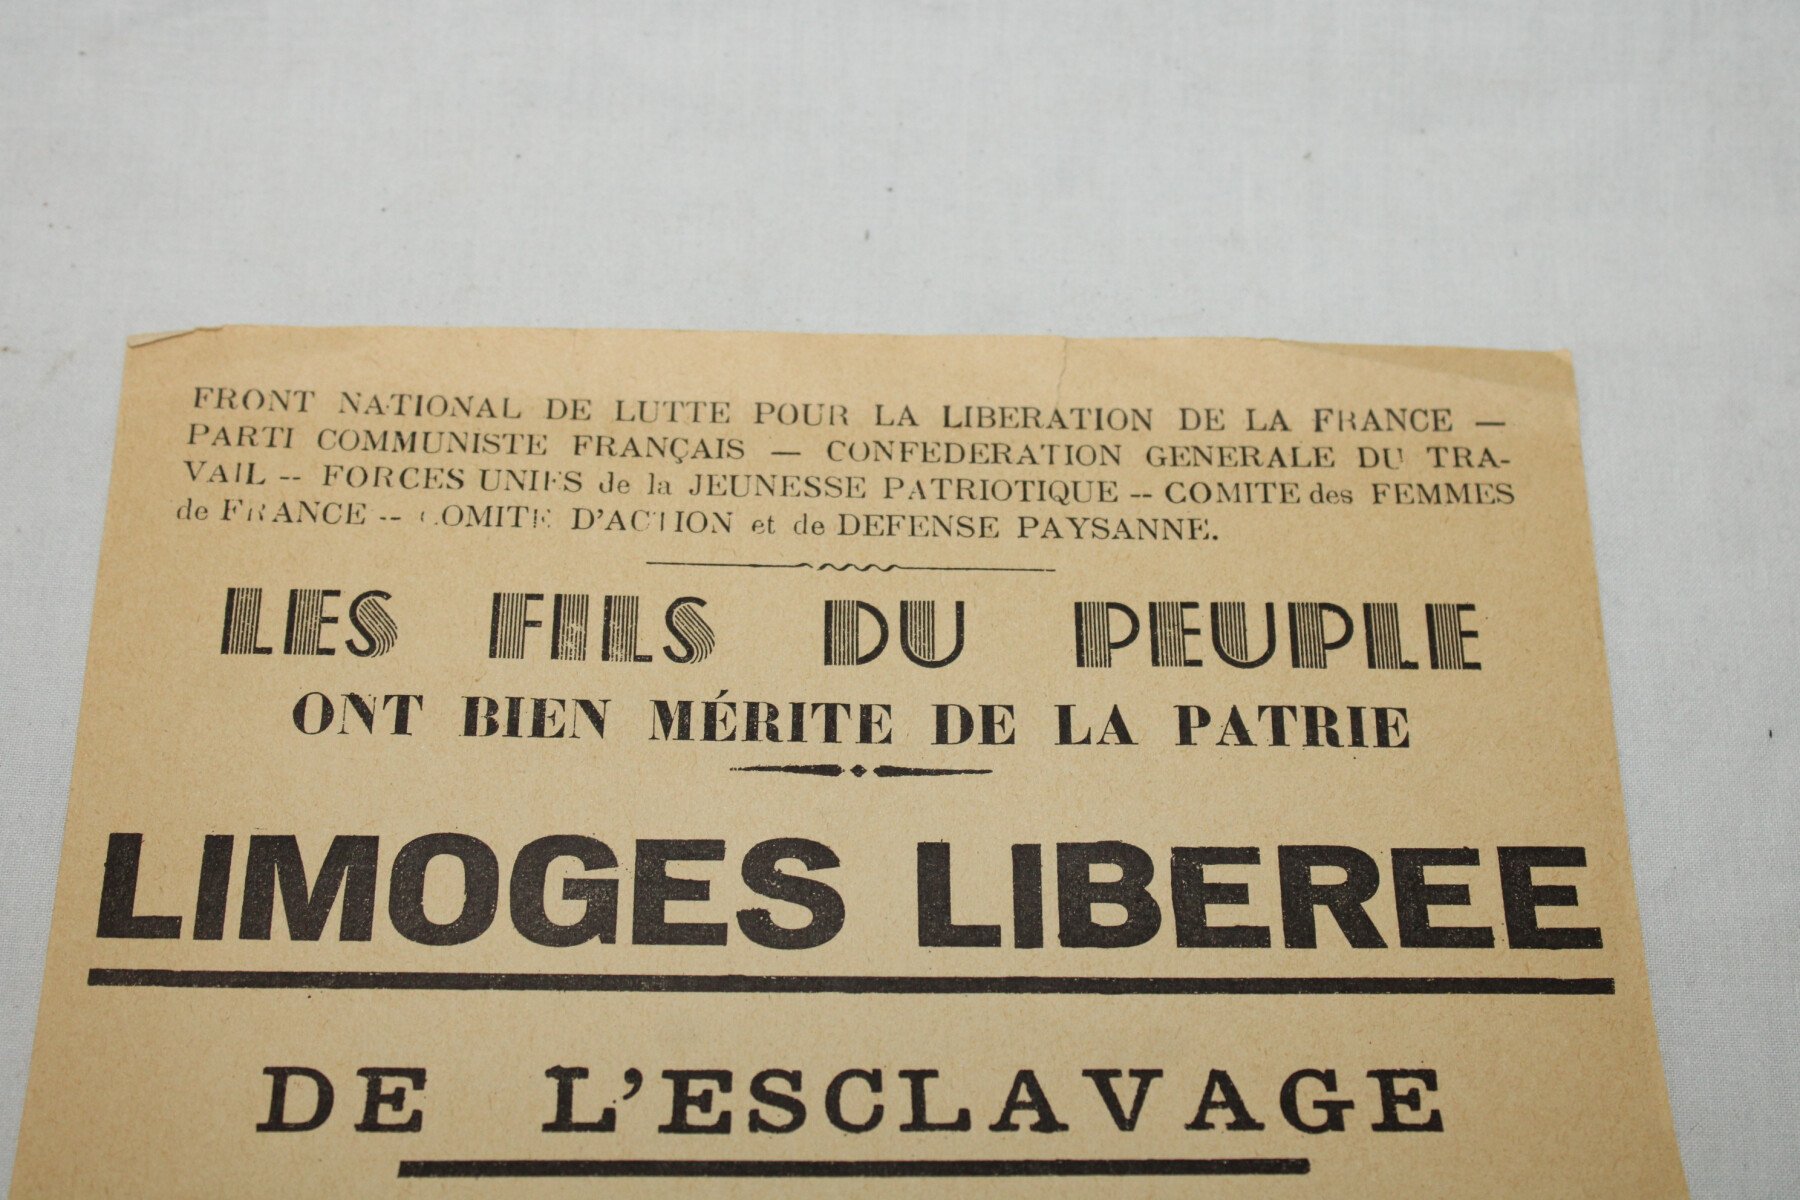 FRONT NATIONAL DE LUTTE POUR LA LIBERATION DE LA FRANCE —
PARTI COMMUNISTE FRANÇAIS — CONFEDERATION GENERALE DU TRA-
VAIL -- FORCES UNIES de la JEUNESSE PATRIOTIQUE -- COMITE des FEMMES
de FRANCE -- COMITE D'ACTION et de DEFENSE PAYSANNE.
LES FILS DU PEUPLE
ONT BIEN MÉRITE DE LA PATRIE
LIMOGES LIBEREE
DE L'ESCLAVAGE